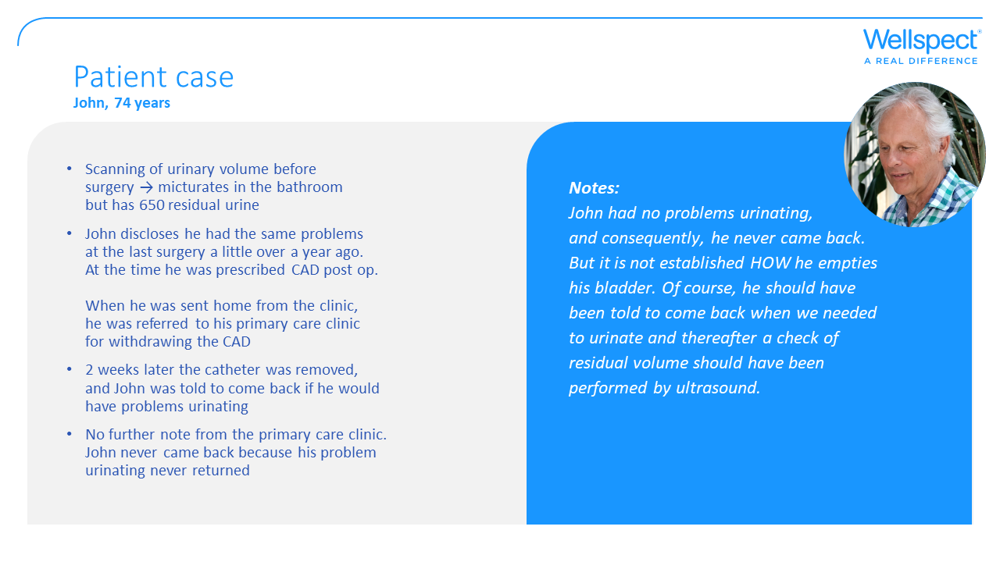 Wellspect®
A REAL DIFFERENCE
Patient case
John, 74 years
• Scanning of urinary volume before
surgery → micturates in the bathroom
but has 650 residual urine
• John discloses he had the same problems
at the last surgery a little over a year ago.
At the time he was prescribed CAD post op.
When he was sent home from the clinic,
he was referred to his primary care clinic
for withdrawing the CAD
• 2 weeks later the catheter was removed,
and John was told to come back if he would
have problems urinating
• No further note from the primary care clinic.
John never came back because his problem
urinating never returned
Notes:
John had no problems urinating,
and consequently, he never came back.
But it is not established HOW he empties
his bladder. Of course, he should have
been told to come back when we needed
to urinate and thereafter a check of
residual volume should have been
performed by ultrasound.